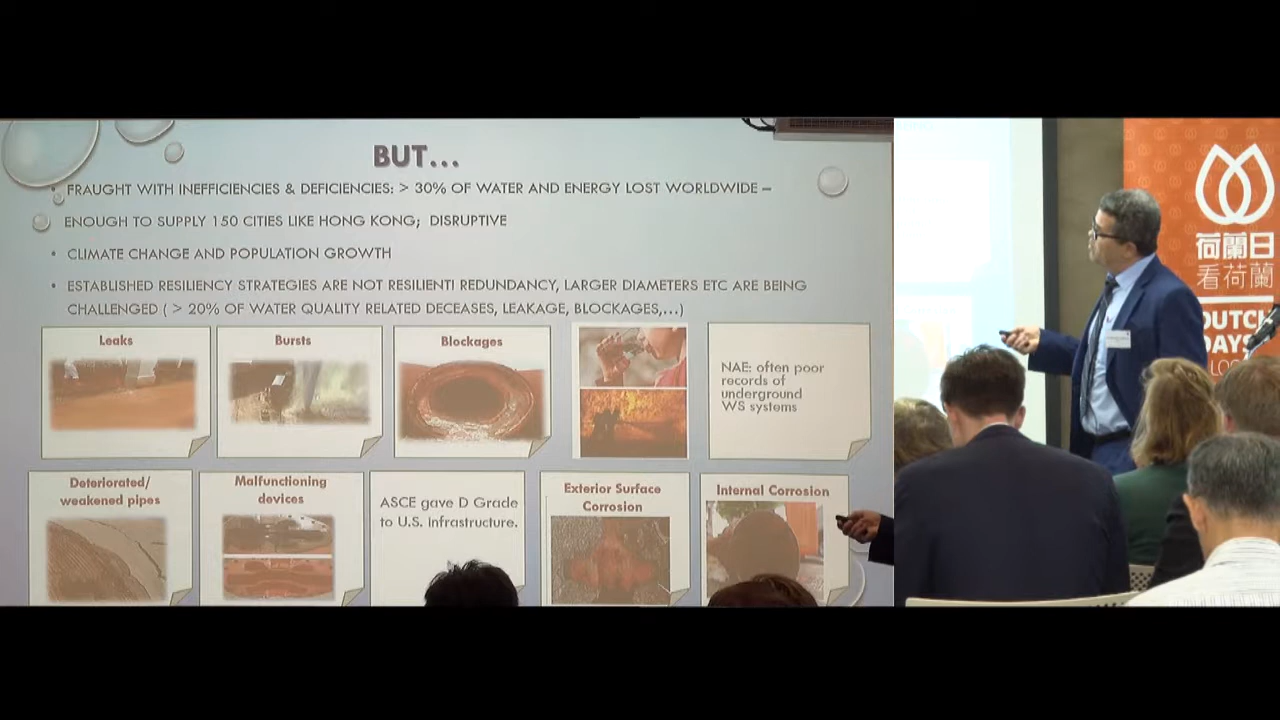 BUT...
• FRAUGHT WITH INEFFICIENCIES & DEFICIENCIES: > 30% OF WATER AND ENERGY LOST WORLDWIDE –
ENOUGH TO SUPPLY 150 CITIES LIKE HONG KONG; DISRUPTIVE
• CLIMATE CHANGE AND POPULATION GROWTH
• ESTABLISHED RESILIENCY STRATEGIES ARE NOT RESILIENT! REDUNDANCY, LARGER DIAMETERS ETC ARE BEING
CHALLENGED ( > 20% OF WATER QUALITY RELATED DECEASES, LEAKAGE, BLOCKAGES,...)
Leaks
Bursts
Blockages
NAE: often poor
records of
underground
WS systems
Deteriorated/
weakened pipes
Malfunctioning
devices
ASCE gave D Grade
to U.S. infrastructure.
Exterior Surface
Corrosion
Internal Corrosion
荷蘭日
看荷蘭
DUTCH
DAYS